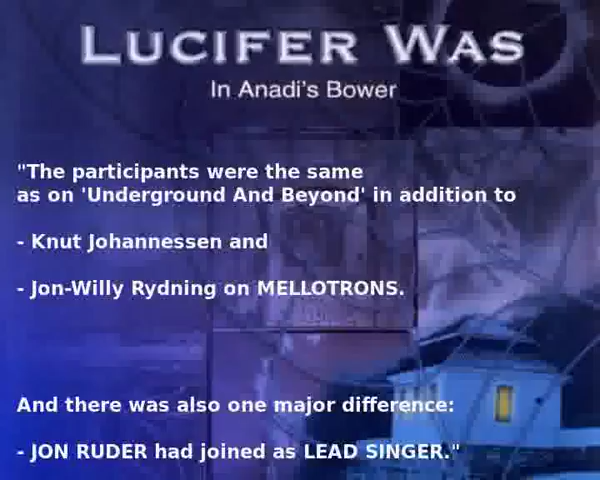 LUCIFER WAS
In Anadi's Bower
"The participants were the same
as on 'Underground And Beyond' in addition to
- Knut Johannessen and
- Jon-Willy Rydning on MELLOTRONS.
And there was also one major difference:
- JON RUDER had joined as LEAD SINGER."